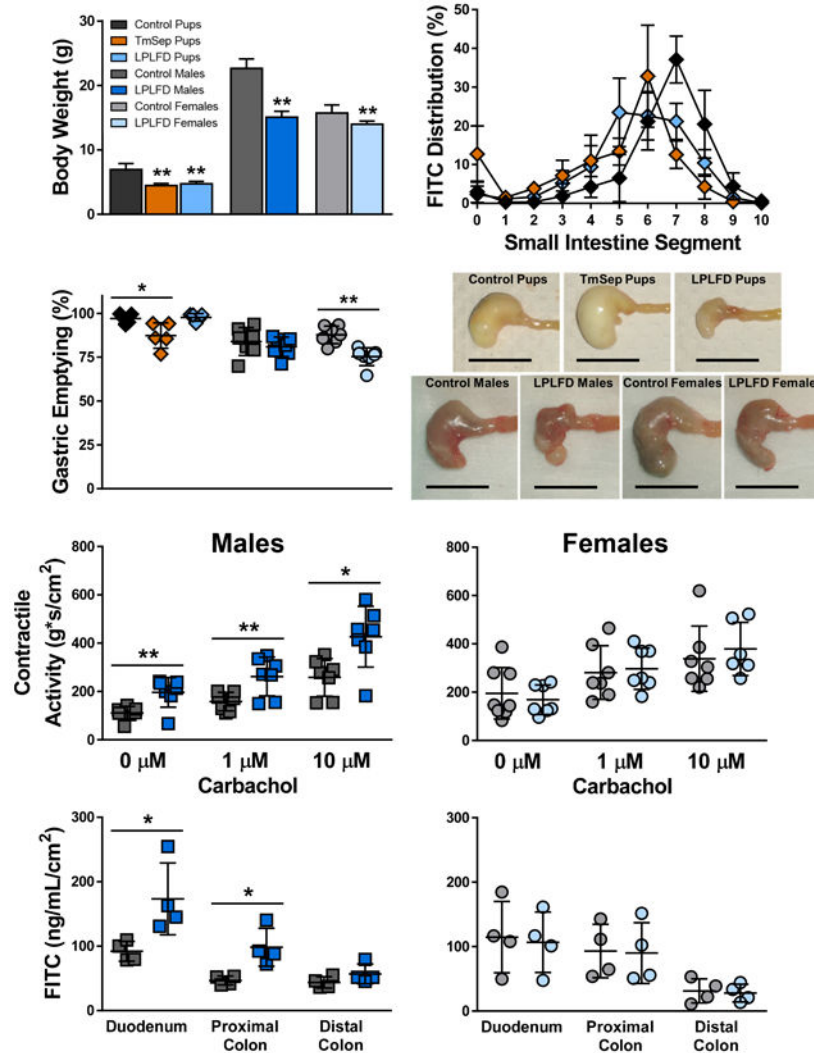 Body Weight (g)
30
20
10
0
Control Pups
TmSep Pups
LPLFD Pups
Control Males
LPLFD Males
Control Females
LPLFD Females
** ** ** **
FITC Distribution (%)
50
40
30
20
10
0
0 1 2 3 4 5 6 7 8 9 10
Small Intestine Segment
Gastric Emptying (%)
100
75
50
25
0
*
**
Control Pups TmSep Pups LPLFD Pups
Control Males LPLFD Males Control Females LPLFD Female
Males
Contractile
Activity (g*s/cm²)
800
600
400
200
0
** ** *
0 μM 1 μM 10 μM
Carbachol
Females
800
600
400
200
0
0 μM 1 μM 10 μM
Carbachol
FITC (ng/mL/cm²)
300
200
100
0
* *
Duodenum Proximal Distal
Colon Colon
300
200
100
0
Duodenum Proximal Distal
Colon Colon